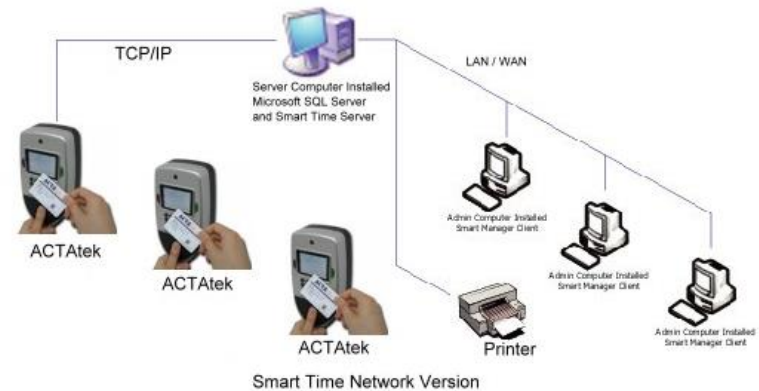 TCP/IP
LAN / WAN
Server Computer Installed
Microsoft SQL Server
and Smart Time Server
ACTAtek
ACTAtek
ACTAtek
Admin Computer Installed
Smart Manager Client
Admin Computer Installed
Smart Manager Client
Admin Computer Installed
Smart Manager Client
Printer
Smart Time Network Version